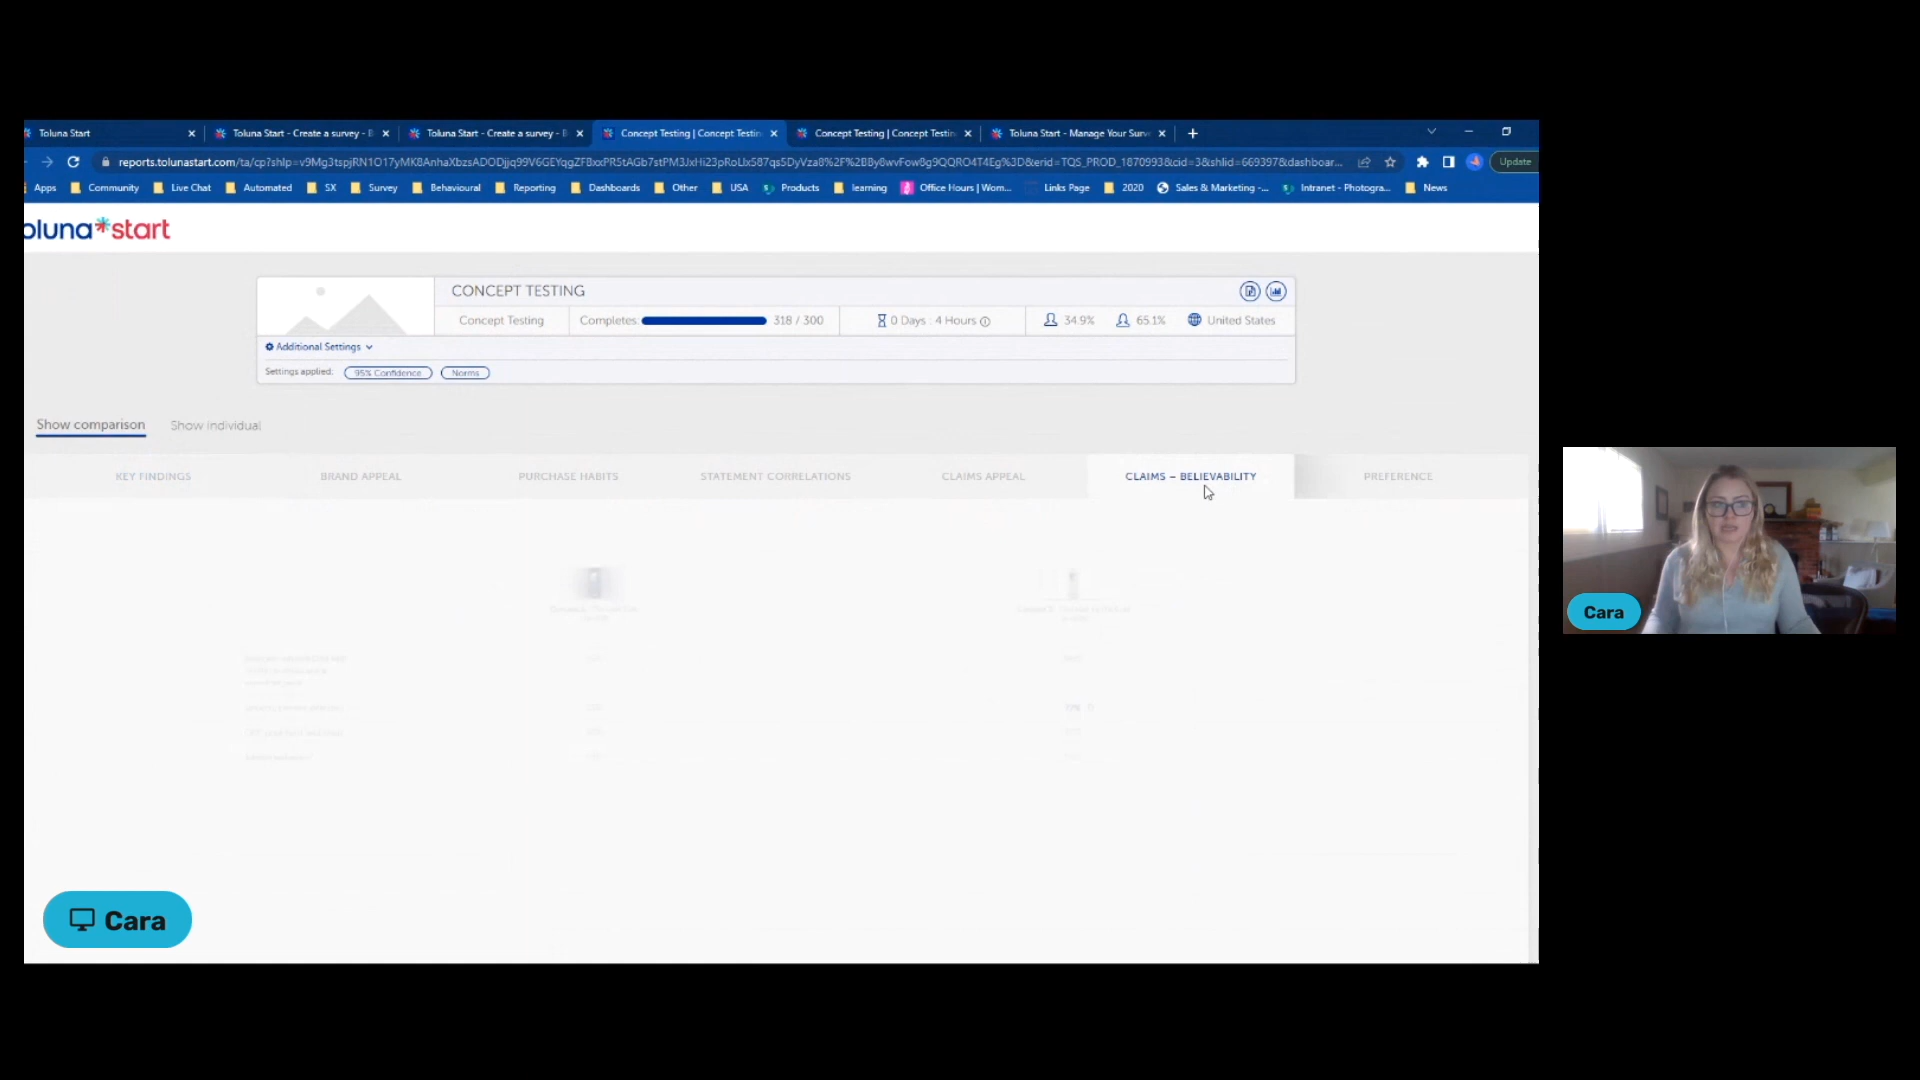 Toluna Start
Toluna Start - Create a survey - B
Toluna Start - Create a survey - B
Concept Testing | Concept Testin
Concept Testing | Concept Testin
Toluna Start - Manage Your Surv
Update
Apps Community Live Chat Automated SX Survey Behavioural Reporting Dashboards Other USA Products learning Office Hours | Wom... Links Page 2020 Sales & Marketing -... Intranet - Photogra... News
oluna*start
CONCEPT TESTING
Concept Testing Completes: 318 / 300 0 Days : 4 Hours 34.9% 65.1% United States
Additional Settings
Settings applied: 95% Confidence Norms
Show comparison Show individual
KEY FINDINGS BRAND APPEAL PURCHASE HABITS STATEMENT CORRELATIONS CLAIMS APPEAL CLAIMS – BELIEVABILITY PREFERENCE
Cara
Cara